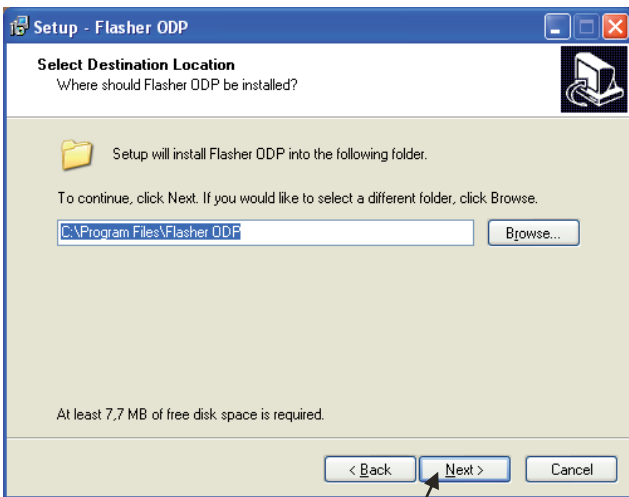 Setup - Flasher ODP
Select Destination Location
Where should Flasher ODP be installed?
Setup will install Flasher ODP into the following folder.
To continue, click Next. If you would like to select a different folder, click Browse.
C:\Program Files\Flasher ODP
Browse...
At least 7,7 MB of free disk space is required.
< Back
Next >
Cancel